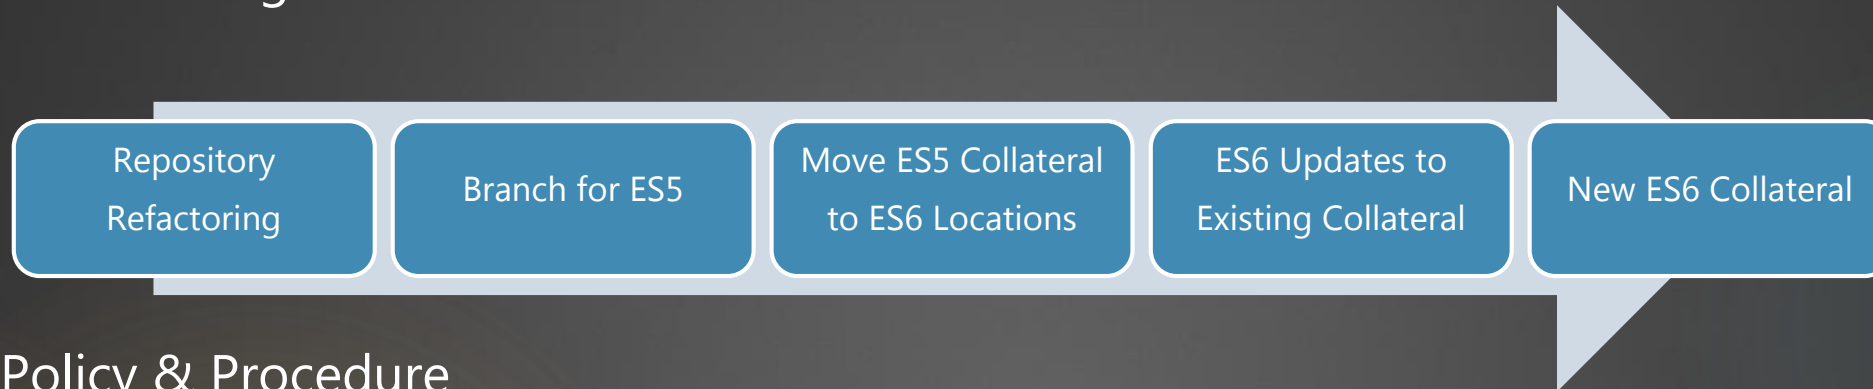 Repository
Refactoring
Branch for ES5
Move ES5 Collateral
to ES6 Locations
ES6 Updates to
Existing Collateral
New ES6 Collateral
Policy & Procedure